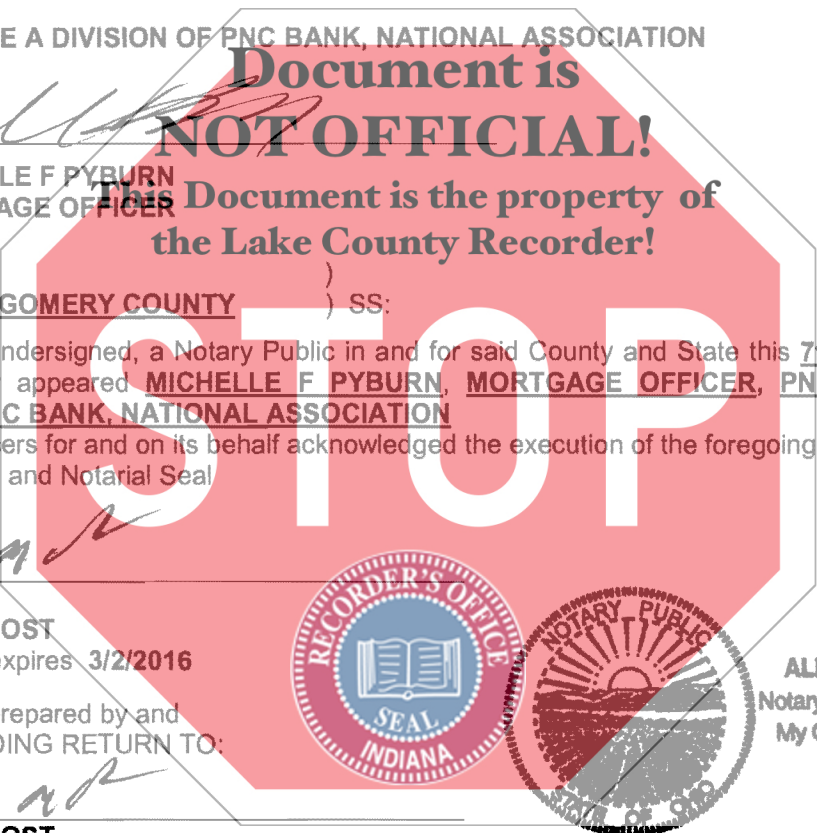 E A DIVISION OF PNC BANK, NATIONAL ASSOCIATION
Document is
NOT OFFICIAL!
LE F PYBURN
AGE OFFICER
This Document is the property of
the Lake County Recorder!
)
GOMERY COUNTY ) SS:
STOP
ndersigned, a Notary Public in and for said County and State this 7
appeared MICHELLE F PYBURN, MORTGAGE OFFICER, PN
C BANK, NATIONAL ASSOCIATION
ers for and on its behalf acknowledged the execution of the foregoing
and Notarial Seal
RECORDER'S OFFICE
SEAL
INDIANA
NOTARY PUBLIC
STATE OF OHIO
OST
expires 3/2/2016
AL
Notary
My C
repared by and
DING RETURN TO:
OST